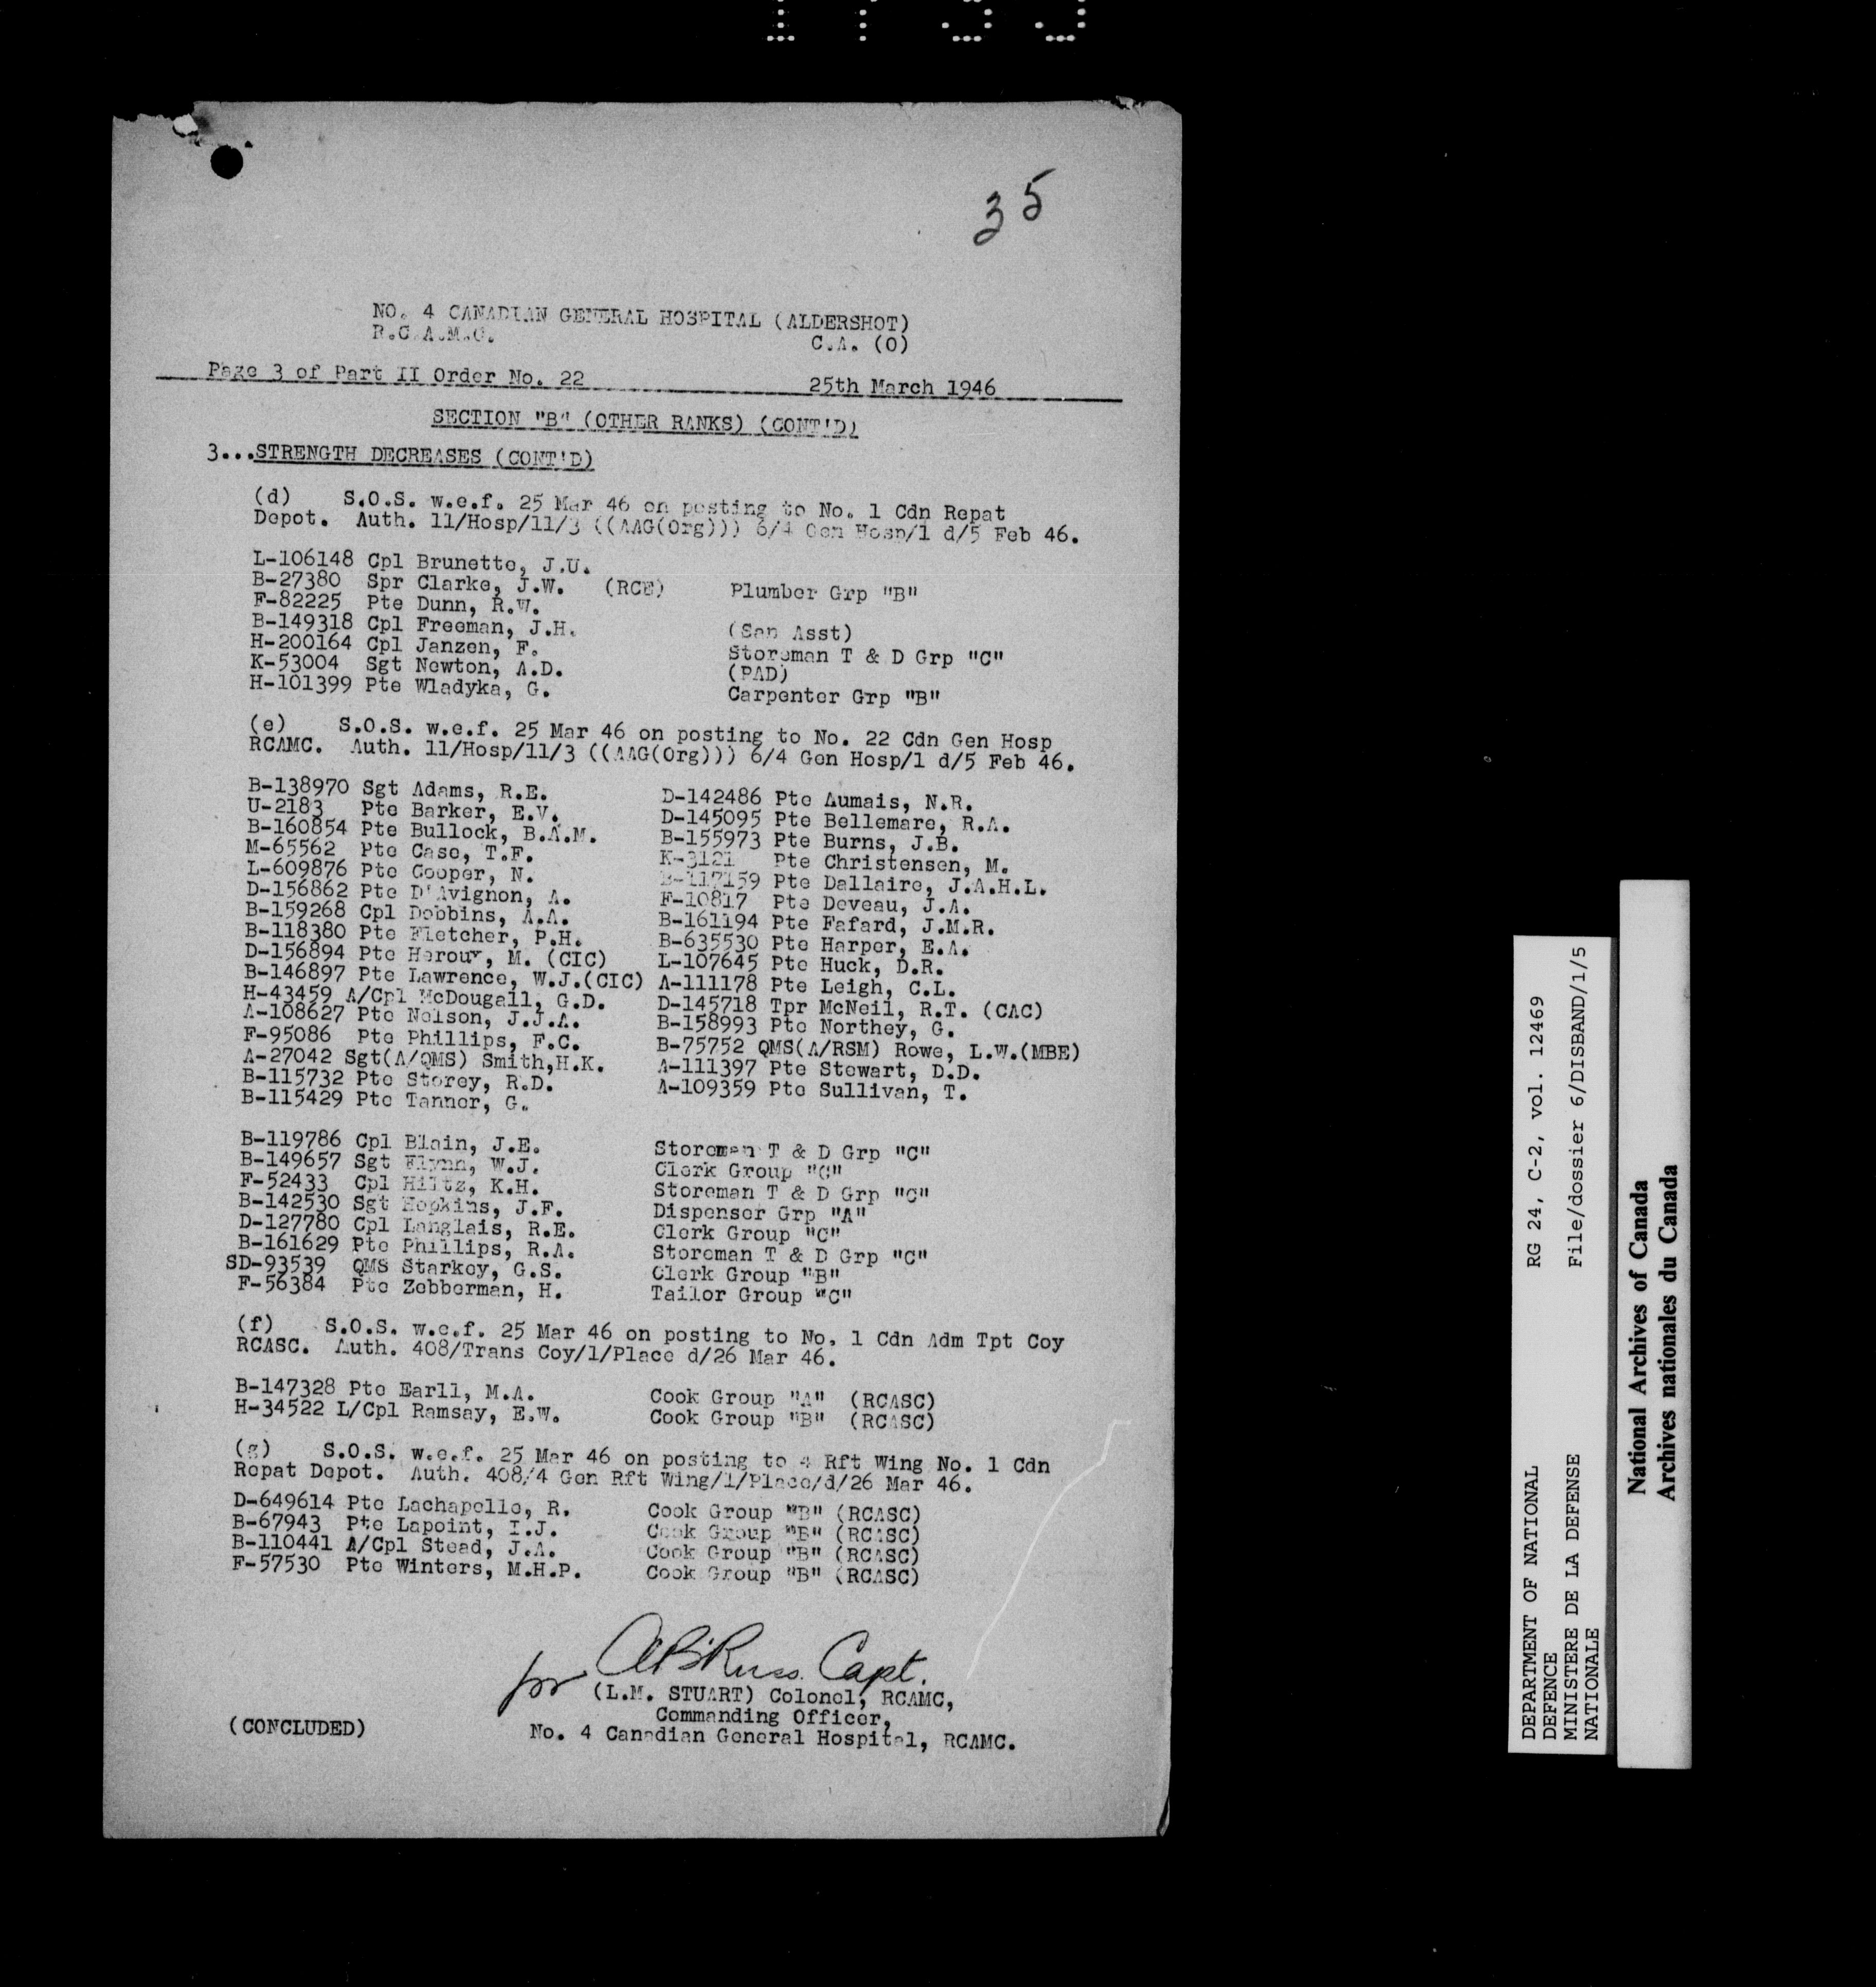 35
NO. 4 CANADIAN GENERAL HOSPITAL (ALDERSHOT)
R.C.A.M.C. C.A. (O)
Page 3 of Part II Order No. 22 25th March 1946
SECTION "B" (OTHER RANKS) (CONT'D)
3...STRENGTH DECREASES (CONT'D)
(d) S.O.S. w.e.f. 25 Mar 46 on posting to No. 1 Cdn Repat
Depot. Auth. 11/Hosp/11/3 ((AAG(Org))) 6/4 Gen Hosp/1 d/5 Feb 46.
L-106148 Cpl Brunette, J.U.
B-27380 Spr Clarke, J.W. (RCE) Plumber Grp "B"
F-82225 Pte Dunn, R.W.
B-149318 Cpl Freeman, J.H. (San Asst)
H-200164 Cpl Janzen, F. Storeman T & D Grp "C"
K-53004 Sgt Newton, A.D. (PAD)
H-101399 Pte Wladyka, G. Carpenter Grp "B"
(e) S.O.S. w.e.f. 25 Mar 46 on posting to No. 22 Cdn Gen Hosp
RCAMC. Auth. 11/Hosp/11/3 ((AAG(Org))) 6/4 Gen Hosp/1 d/5 Feb 46.
B-138970 Sgt Adams, R.E. D-142486 Pte Aumais, N.R.
U-2183 Pte Barker, E.V. D-145095 Pte Bellemare, R.A.
B-160854 Pte Bullock, B.A.M. B-155973 Pte Burns, J.B.
M-65562 Pte Case, T.F. K-3121 Pte Christensen, M.
L-609876 Pte Cooper, N. -117159 Pte Dallaire, J.A.H.L.
D-156862 Pte D'Avignon, A. F-10817 Pte Deveau, J.A.
B-159268 Cpl Dobbins, A.A. B-161194 Pte Fafard, J.M.R.
B-118380 Pte Fletcher, P.H. B-635530 Pte Harper, E.A.
D-156894 Pte Heroux, M. (CIC) L-107645 Pte Huck, D.R.
B-146897 Pte Lawrence, W.J.(CIC) A-111178 Pte Leigh, C.L.
H-43459 A/Cpl McDougall, G.D. D-145718 Tpr McNeil, R.T. (CAC)
A-108627 Pte Nelson, J.J.A. B-158993 Pte Northey, G.
F-95086 Pte Phillips, F.C. B-75752 QMS(A/RSM) Rowe, L.W.(MBE)
A-27042 Sgt(A/QMS) Smith,H.K. A-111397 Pte Stewart, D.D.
B-115732 Pte Storey, R.D. A-109359 Pte Sullivan, T.
B-115429 Pte Tanner, G.
B-119786 Cpl Blain, J.E. Storeman T & D Grp "C"
B-149657 Sgt Flynn, W.J. Clerk Group "C"
F-52433 Cpl Hiltz, K.H. Storeman T & D Grp "C"
B-142530 Sgt Hopkins, J.F. Dispenser Grp "A"
D-127780 Cpl Langlais, R.E. Clerk Group "C"
B-161629 Pte Phillips, R.A. Storeman T & D Grp "C"
SD-93539 QMS Starkey, G.S. Clerk Group "B"
F-56384 Pte Zebberman, H. Tailor Group "C"
(f) S.O.S. w.e.f. 25 Mar 46 on posting to No. 1 Cdn Adm Tpt Coy
RCASC. Auth. 408/Trans Coy/1/Place d/26 Mar 46.
B-147328 Pte Earll, M.A. Cook Group "A" (RCASC)
H-34522 L/Cpl Ramsay, E.W. Cook Group "B" (RCASC)
(g) S.O.S. w.e.f. 25 Mar 46 on posting to 4 Rft Wing No. 1 Cdn
Repat Depot. Auth. 408/4 Gen Rft Wing/1/Place/d/26 Mar 46.
D-649614 Pte Lachapelle, R. Cook Group "B" (RCASC)
B-67943 Pte Lapoint, I.J. Cook Group "B" (RCASC)
B-110441 A/Cpl Stead, J.A. Cook Group "B" (RCASC)
F-57530 Pte Winters, M.H.P. Cook Group "B" (RCASC)
for Capt.
(L.M. STUART) Colonel, RCAMC,
Commanding Officer,
(CONCLUDED) No. 4 Canadian General Hospital, RCAMC.
DEPARTMENT OF NATIONAL RG 24, C-2, vol. 12469
DEFENCE
MINISTERE DE LA DEFENSE File/dossier 6/DISBAND/1/5
NATIONALE
National Archives of Canada
Archives nationales du Canada